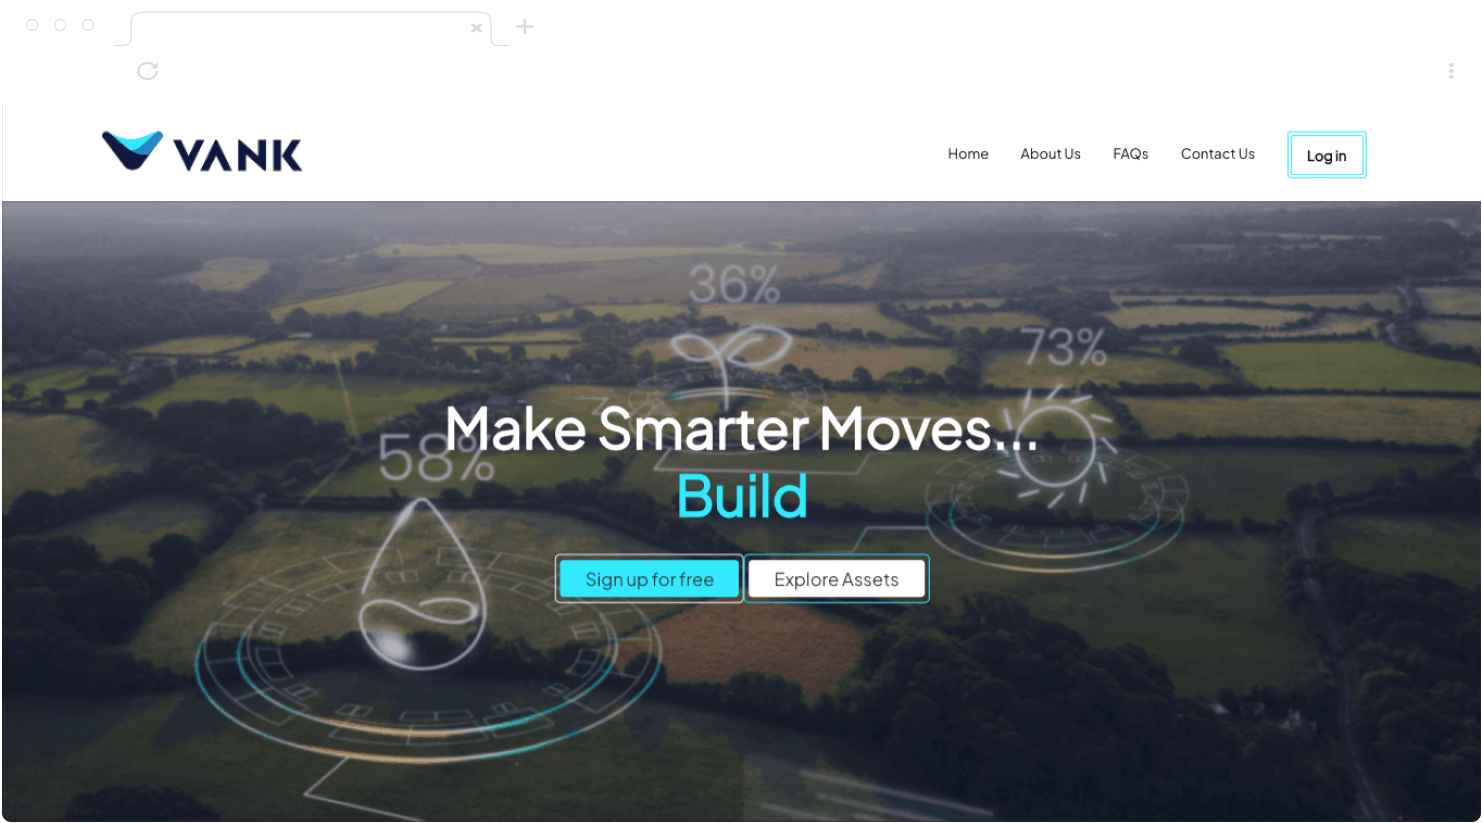 VANK
Home About Us FAQs Contact Us Log in
36%
73%
Make Smarter Moves...
58%
Build
Sign up for free Explore Assets